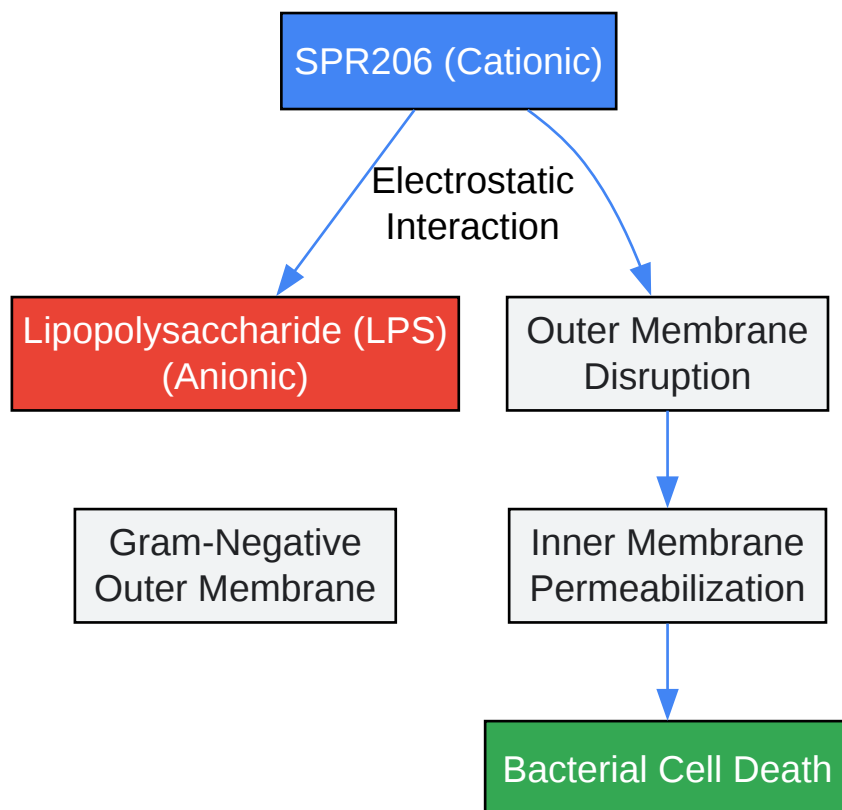 SPR206 (Cationic)
Electrostatic
Interaction
Lipopolysaccharide (LPS)
(Anionic)
Outer Membrane
Disruption
Gram-Negative
Outer Membrane
Inner Membrane
Permeabilization
Bacterial Cell Death